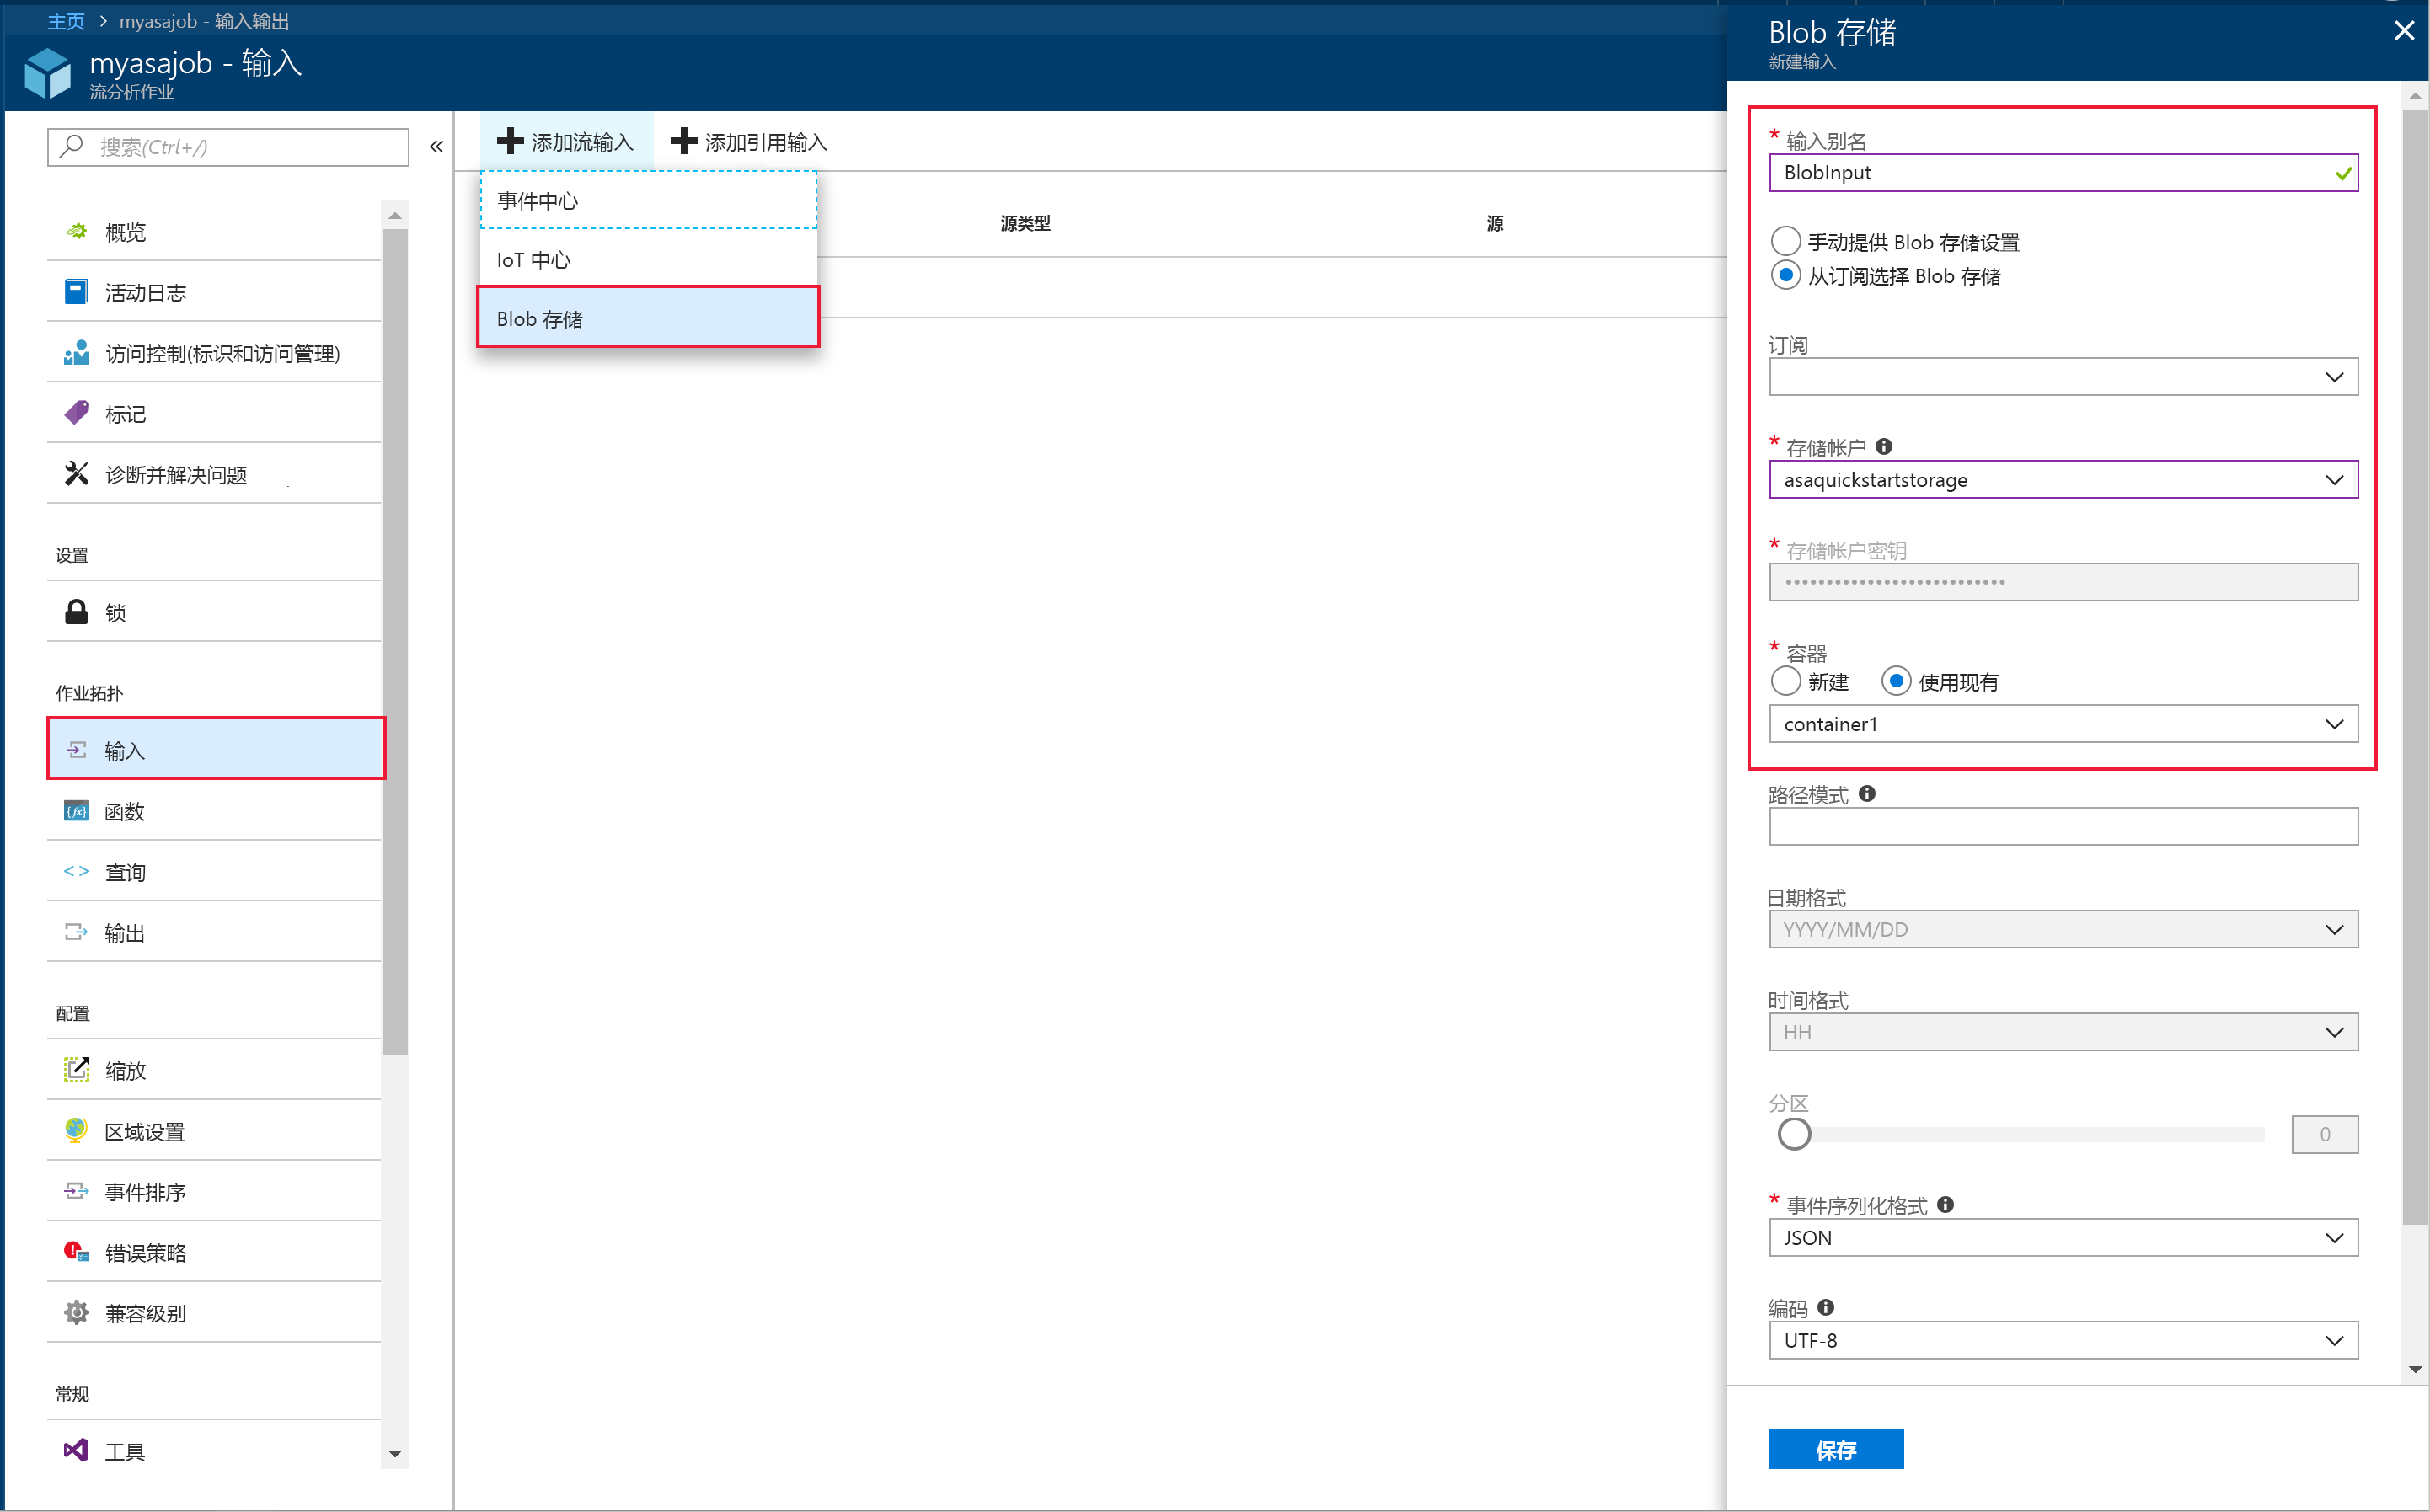 主页 > myasajob - 输入输出
myasajob - 输入
流分析作业
搜索(Ctrl+/)
«
概览
活动日志
访问控制(标识和访问管理)
标记
诊断并解决问题
设置
锁
作业拓扑
输入
函数
查询
输出
配置
缩放
区域设置
事件排序
错误策略
兼容级别
常规
工具
添加流输入 添加引用输入
事件中心
IoT 中心
Blob 存储
源类型 源
Blob 存储
新建输入
* 输入别名
BlobInput
手动提供 Blob 存储设置
从订阅选择 Blob 存储
订阅
* 存储帐户
asaquickstartstorage
* 存储帐户密钥
•••••••••••••••••••••••••••
* 容器
新建 使用现有
container1
路径模式
日期格式
YYYY/MM/DD
时间格式
HH
分区
0
* 事件序列化格式
JSON
编码
UTF-8
保存